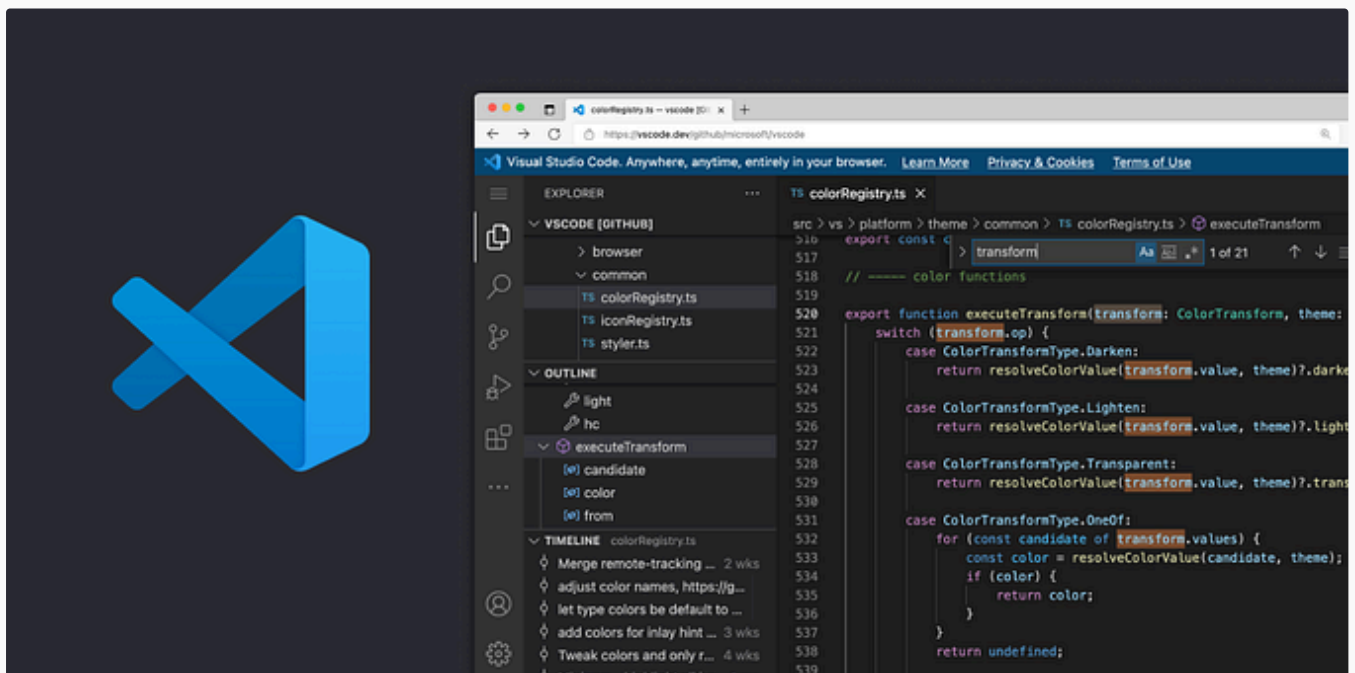 colorRegistry.ts — vscode [Gi
https://vscode.dev/github/microsoft/vscode
Visual Studio Code. Anywhere, anytime, entirely in your browser. Learn More Privacy & Cookies Terms of Use
EXPLORER ...
VSCODE [GITHUB]
browser
common
TS colorRegistry.ts
TS iconRegistry.ts
TS styler.ts
OUTLINE
light
hc
executeTransform
candidate
color
from
TIMELINE colorRegistry.ts
Merge remote-tracking ... 2 wks
adjust color names, https://g...
let type colors be default to ...
add colors for inlay hint ... 3 wks
Tweak colors and only r... 4 wks
TS colorRegistry.ts
src > vs > platform > theme > common > TS colorRegistry.ts > executeTransform
transform
Aa ab .* 1 of 21
516 export const c
517
518 // ----- color functions
519
520 export function executeTransform(transform: ColorTransform, theme:
521 switch (transform.op) {
522 case ColorTransformType.Darken:
523 return resolveColorValue(transform.value, theme)?.darke
524
525 case ColorTransformType.Lighten:
526 return resolveColorValue(transform.value, theme)?.light
527
528 case ColorTransformType.Transparent:
529 return resolveColorValue(transform.value, theme)?.trans
530
531 case ColorTransformType.OneOf:
532 for (const candidate of transform.values) {
533 const color = resolveColorValue(candidate, theme);
534 if (color) {
535 return color;
536 }
537 }
538 return undefined;
539